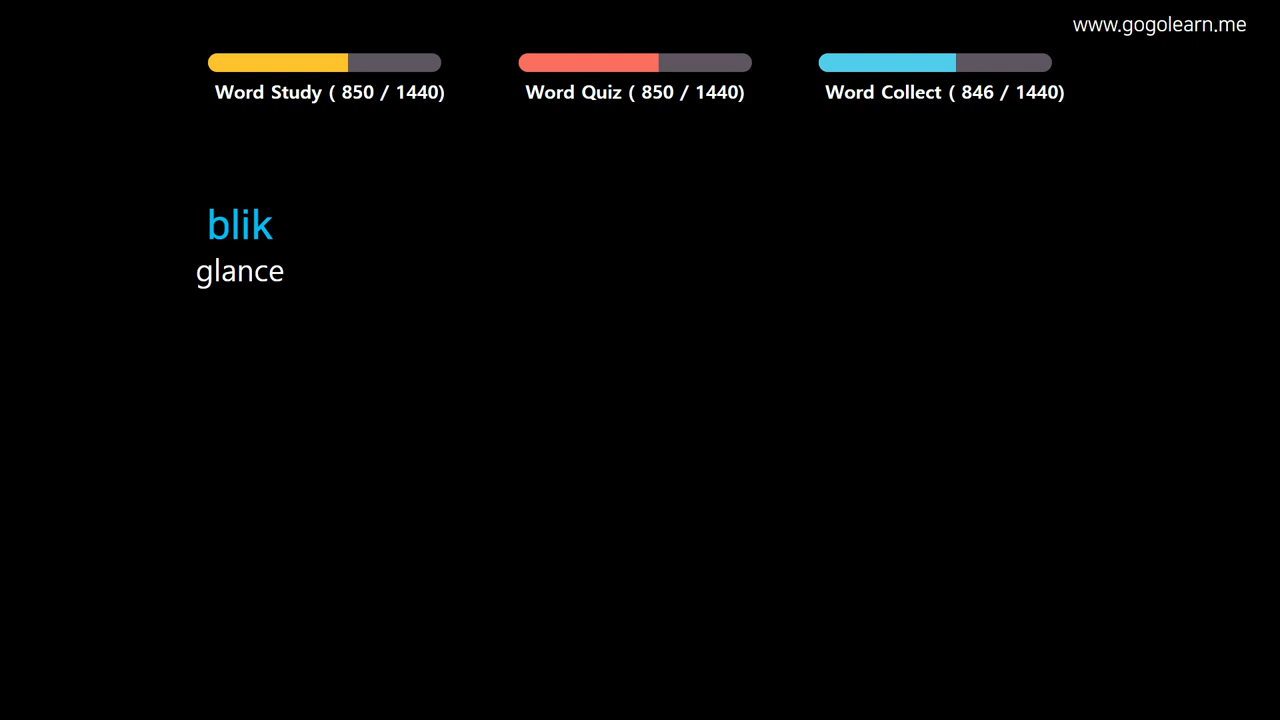 www.gogolearn.me
Word Study ( 850 / 1440)
Word Quiz ( 850 / 1440)
Word Collect ( 846 / 1440)
blik
glance